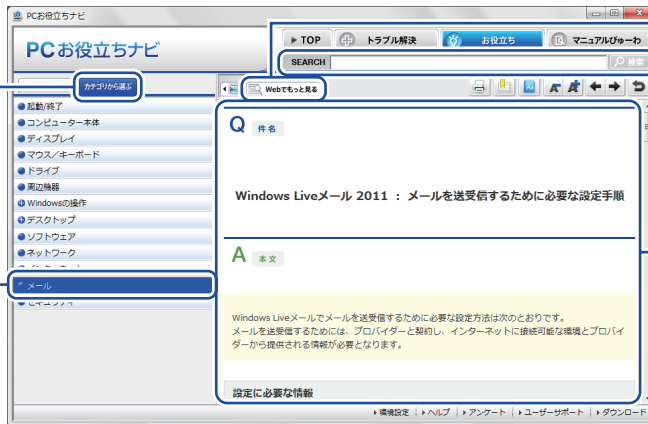 PCお役立ちナビ
PCお役立ちナビ
TOP
トラブル解決
お役立ち
マニュアルびゅーわ
SEARCH
検索
カテゴリから選ぶ
Webでもっと見る
起動/終了
コンピューター本体
ディスプレイ
マウス/キーボード
ドライブ
周辺機器
Windowsの操作
デスクトップ
ソフトウェア
ネットワーク
メール
セキュリティ
Q 件名
Windows Liveメール 2011 : メールを送受信するために必要な設定手順
A 本文
Windows Liveメールでメールを送受信するために必要な設定方法は次のとおりです。
メールを送受信するためには、プロバイダーと契約し、インターネットに接続可能な環境とプロバイ
ダーから提供される情報が必要となります。
設定に必要な情報
環境設定 ヘルプ アンケート ユーザーサポート ダウンロード